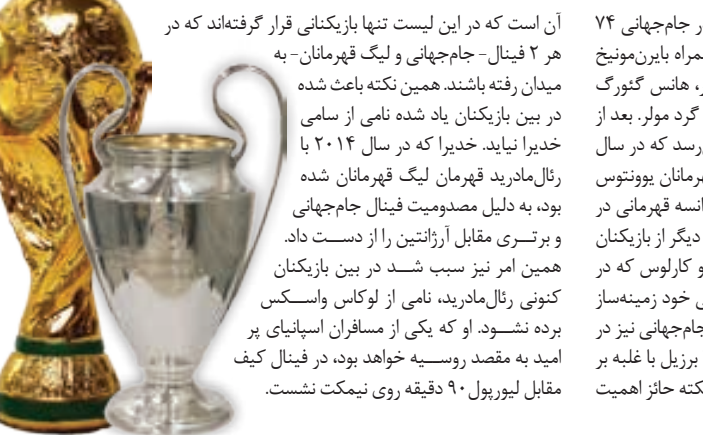 ر جام‌جهانی ۷۴
مراه بایرن‌مونیخ
ر، هانس گئورگ
گرد مولر. بعد از
رسد که در سال
هرمانان یوونتوس
انسه قهرمانی در
دیگر از بازیکنان
و کارلوس که در
ی خود زمینه‌ساز
جام‌جهانی نیز در
برزیل با غلبه بر
کته حائز اهمیت
آن است که در این لیست تنها بازیکنانی قرار گرفته‌اند که در
هر ۲ فینال- جام‌جهانی و لیگ قهرمانان- به
میدان رفته باشند. همین نکته باعث شده
در بین بازیکنان یاد شده نامی از سامی
خدیرا نیاید. خدیرا که در سال ۲۰۱۴ با
رئال‌مادرید قهرمان لیگ قهرمانان شده
بود، به دلیل مصدومیت فینال جام‌جهانی
و برتری مقابل آرژانتین را از دست داد.
همین امر نیز سبب شد در بین بازیکنان
کنونی رئال‌مادرید، نامی از لوکاس واسکس
برده نشود. او که یکی از مسافران اسپانیای پر
امید به مقصد روسیه خواهد بود، در فینال کیف
مقابل لیورپول ۹۰ دقیقه روی نیمکت نشست.